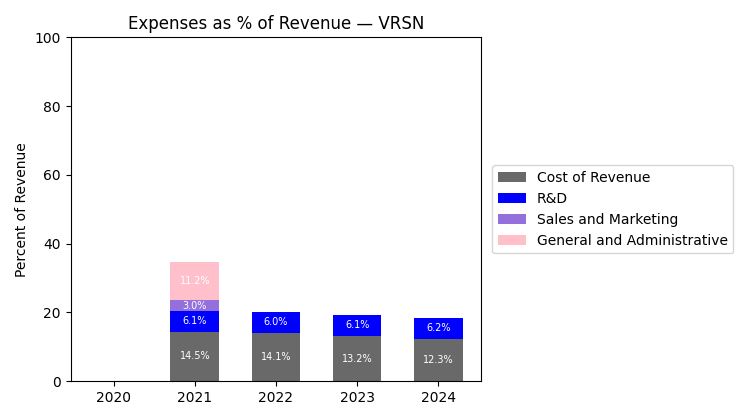 Expenses as % of Revenue — VRSN
Percent of Revenue
100
80
60
40
20
0
11.2%
3.0%
6.1%
14.5%
6.0%
14.1%
6.1%
13.2%
6.2%
12.3%
2020 2021 2022 2023 2024
Cost of Revenue
R&D
Sales and Marketing
General and Administrative